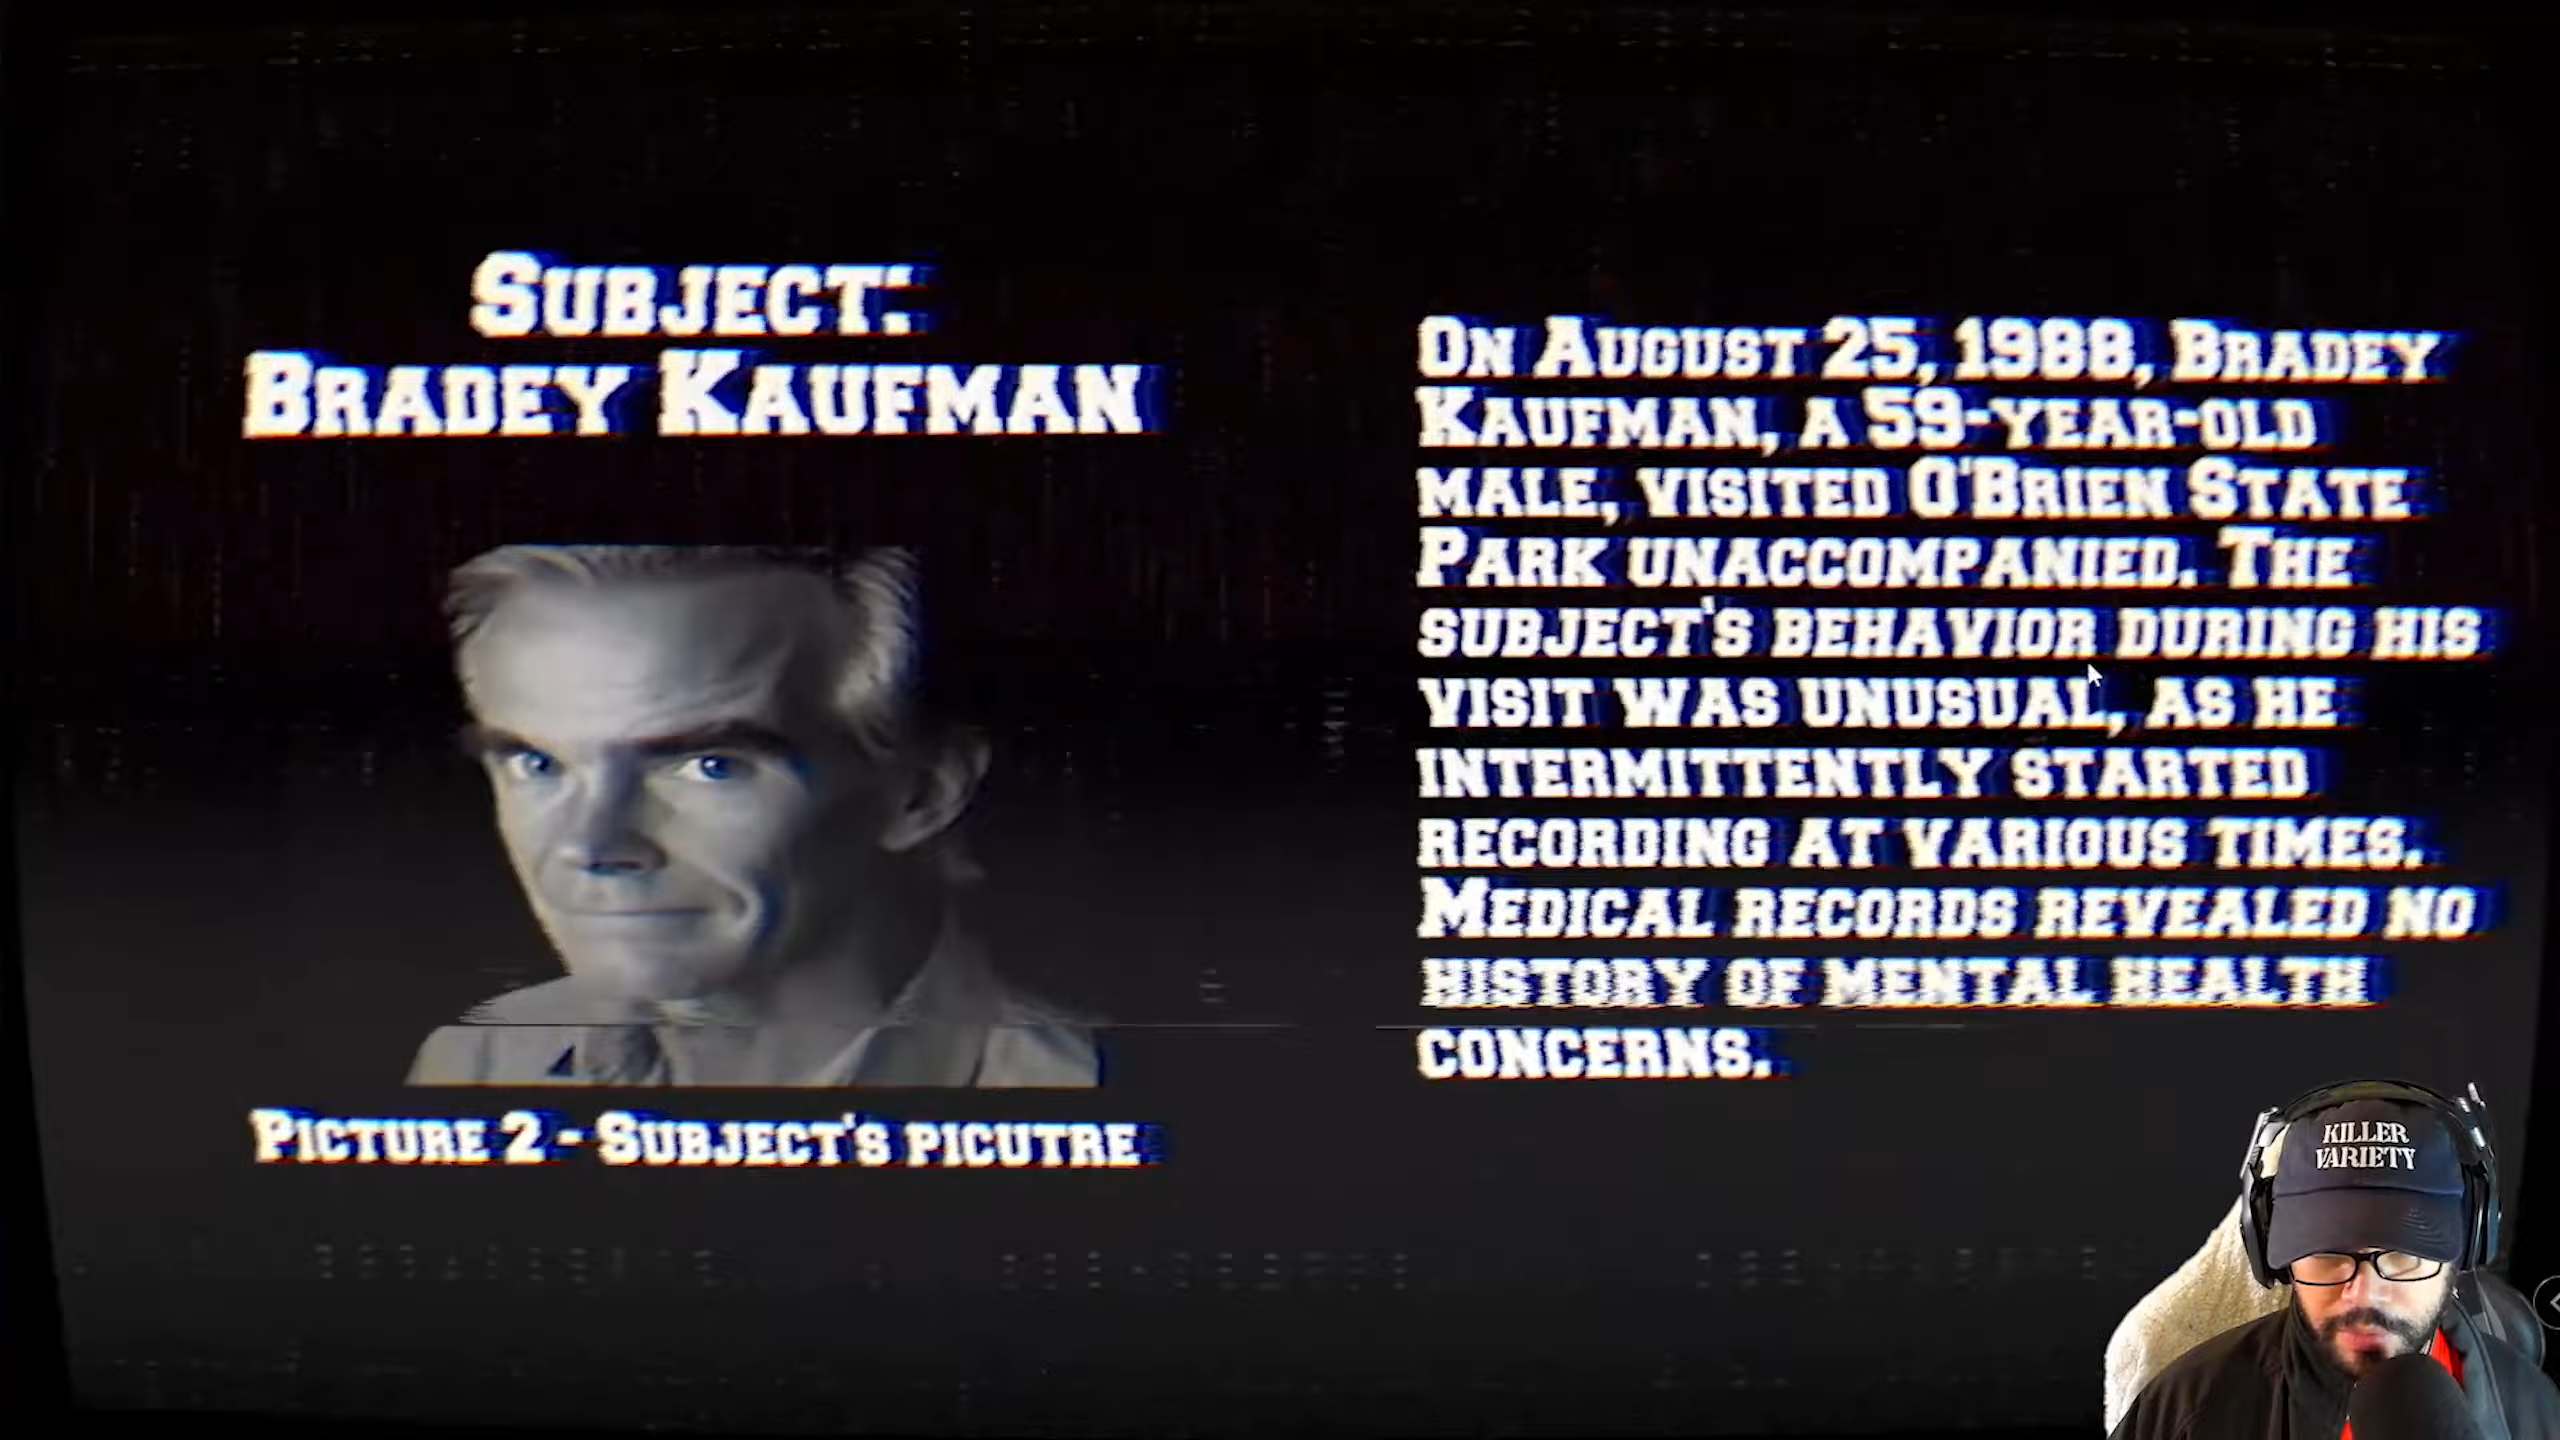 Subject:
Bradey Kaufman
Picture 2 - Subject's picutre
On August 25, 1988, Bradey
Kaufman, a 59-year-old
male, visited O'Brien State
Park unaccompanied. The
subject's behavior during his
visit was unusual, as he
intermittently started
recording at various times.
Medical records revealed no
history of mental health
concerns.
KILLER
VARIETY